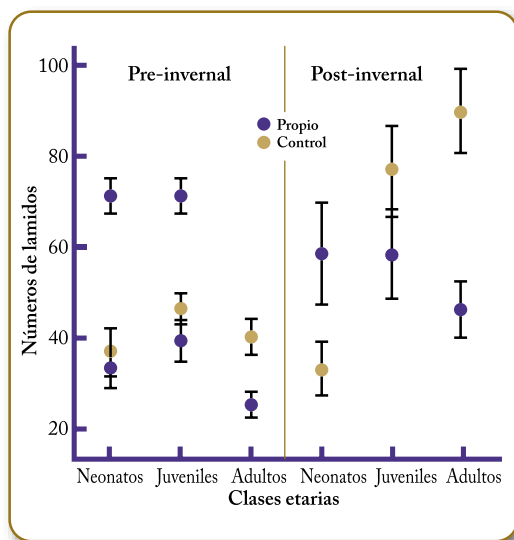 100
80
60
40
20
Números de lamidos
Pre-invernal
Post-invernal
Propio
Control
Neonatos Juveniles Adultos Neonatos Juveniles Adultos
Clases etarias